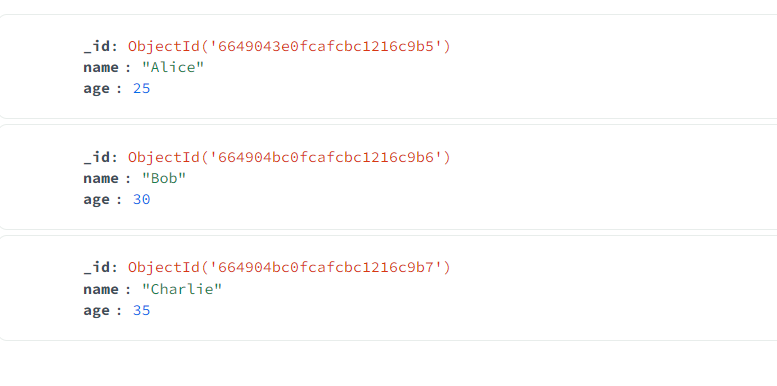 _id: ObjectId('6649043e0fcafcbc1216c9b5')
name : "Alice"
age : 25
_id: ObjectId('664904bc0fcafcbc1216c9b6')
name : "Bob"
age : 30
_id: ObjectId('664904bc0fcafcbc1216c9b7')
name : "Charlie"
age : 35